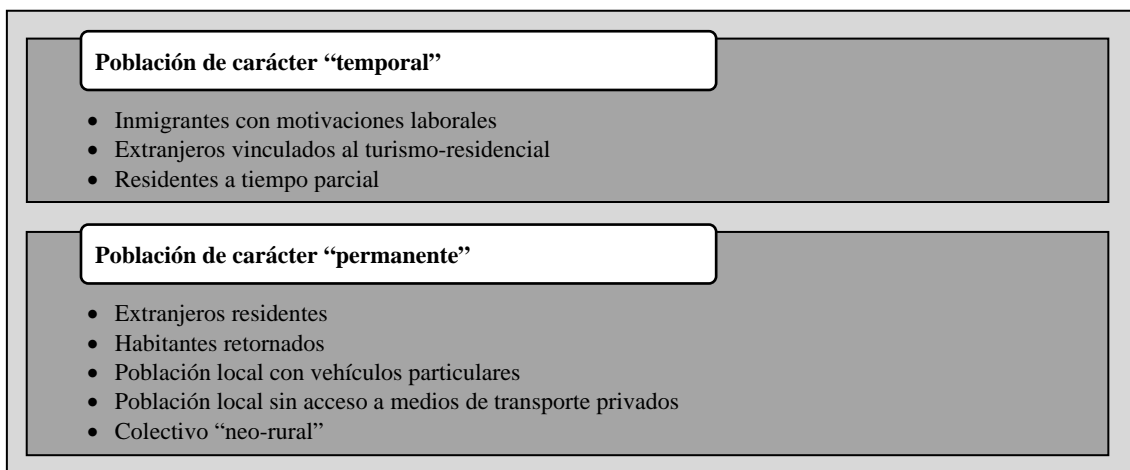 Población de carácter “temporal”
• Inmigrantes con motivaciones laborales
• Extranjeros vinculados al turismo-residencial
• Residentes a tiempo parcial
Población de carácter “permanente”
• Extranjeros residentes
• Habitantes retornados
• Población local con vehículos particulares
• Población local sin acceso a medios de transporte privados
• Colectivo “neo-rural”